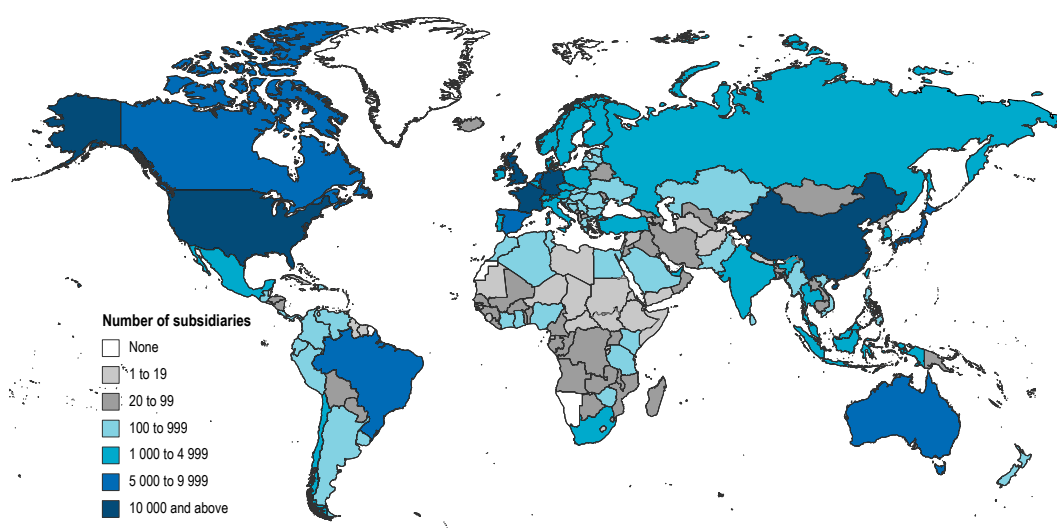 Number of subsidiaries
None
1 to 19
20 to 99
100 to 999
1 000 to 4 999
5 000 to 9 999
10 000 and above